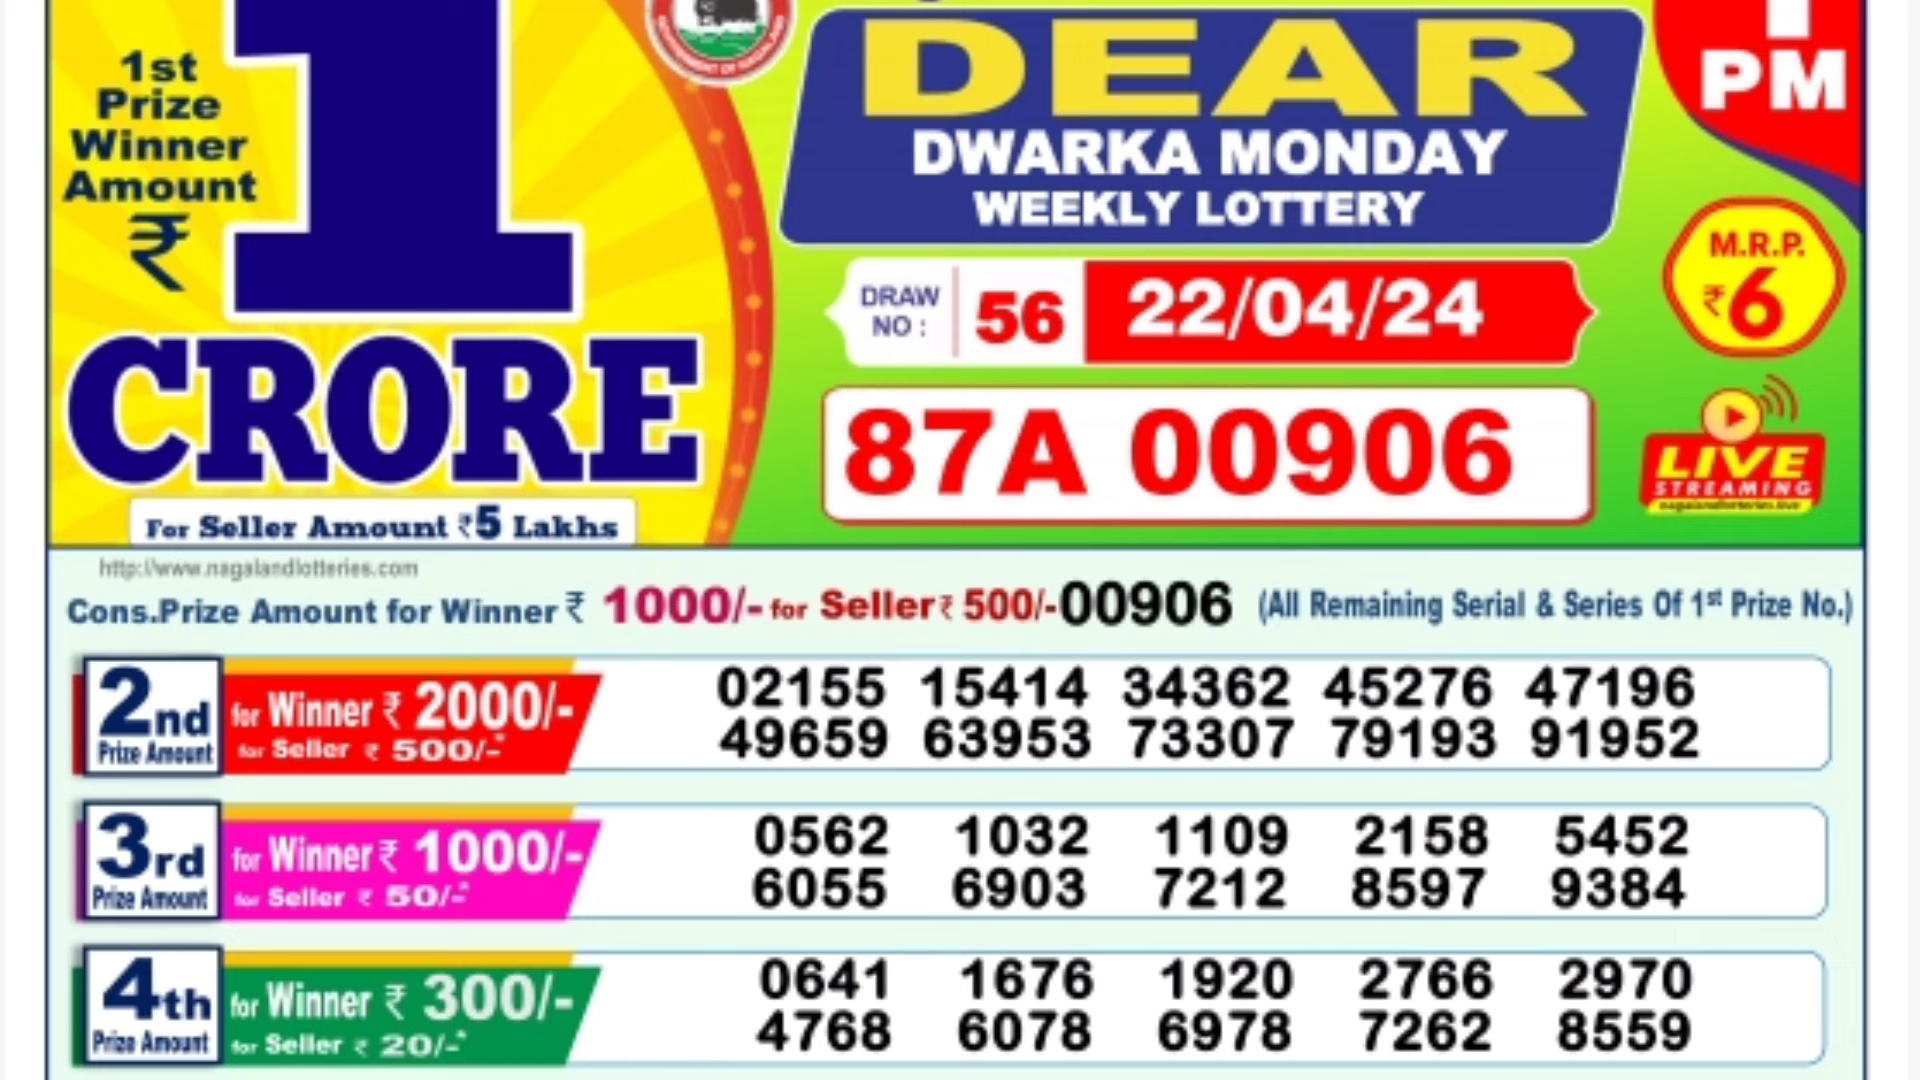 1st
Prize
Winner
Amount
₹
1
CRORE
For Seller Amount ₹5 Lakhs
DEAR
DWARKA MONDAY
WEEKLY LOTTERY
DRAW NO : 56 22/04/24
87A 00906
PM
M.R.P.
₹6
LIVE
STREAMING
nagalandlotteries.live
http://www.nagalandlotteries.com
Cons.Prize Amount for Winner ₹ 1000/- for Seller ₹ 500/- 00906 (All Remaining Serial & Series Of 1st Prize No.)
2nd Prize Amount
for Winner ₹ 2000/-
for Seller ₹ 500/-*
02155 15414 34362 45276 47196
49659 63953 73307 79193 91952
3rd Prize Amount
for Winner ₹ 1000/-
for Seller ₹ 50/-*
0562 1032 1109 2158 5452
6055 6903 7212 8597 9384
4th Prize Amount
for Winner ₹ 300/-
for Seller ₹ 20/-*
0641 1676 1920 2766 2970
4768 6078 6978 7262 8559